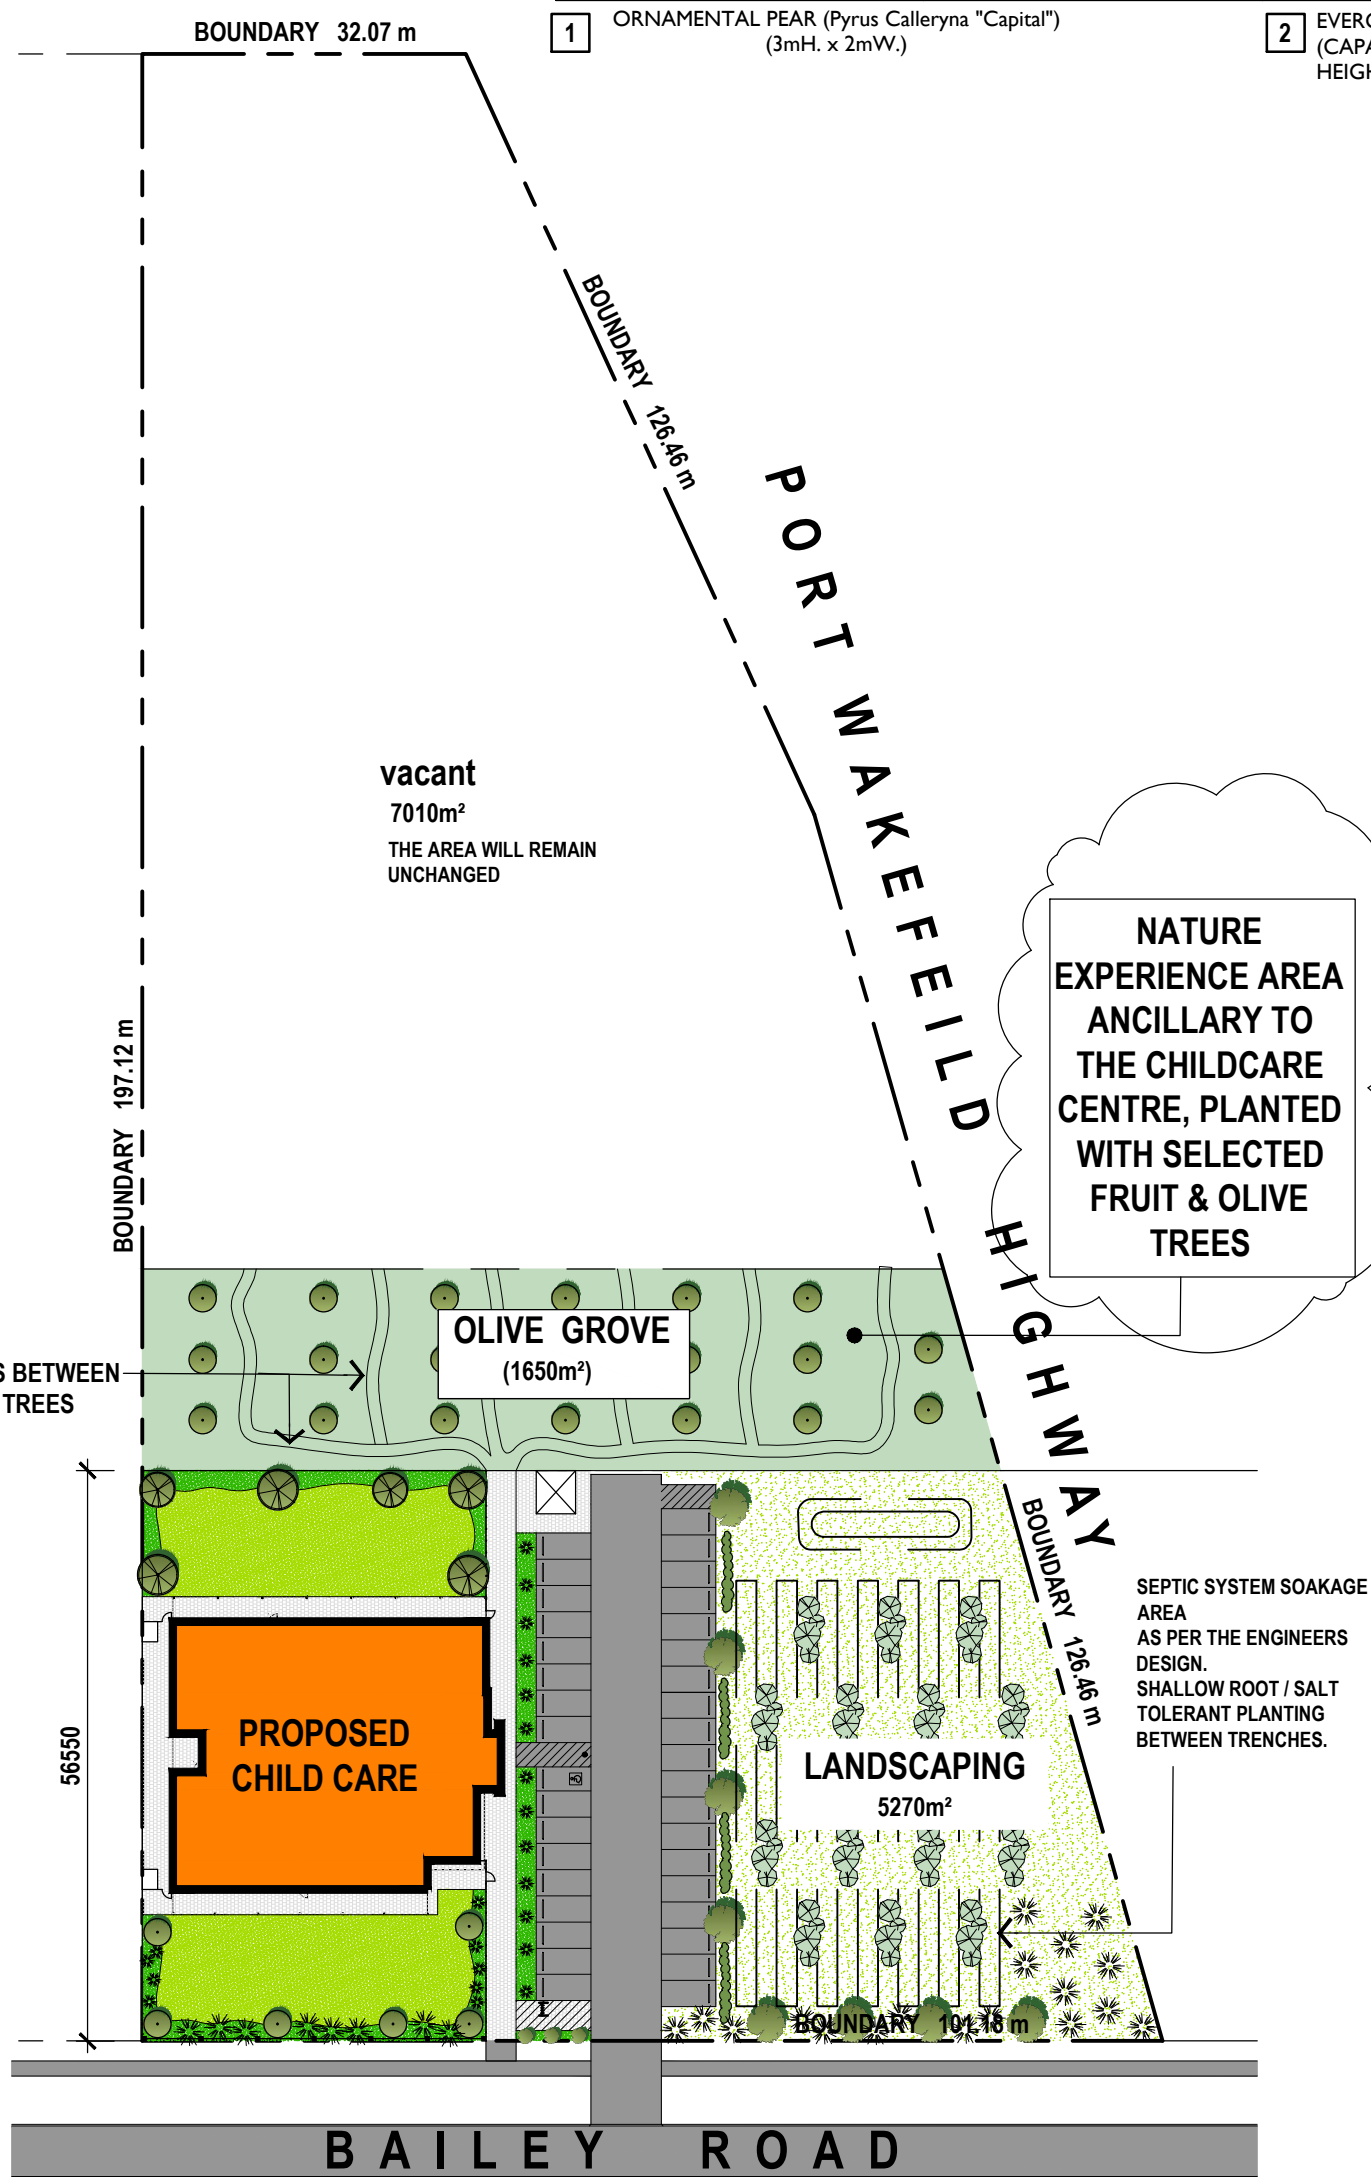 BOUNDARY 32.07 m
1
ORNAMENTAL PEAR (Pyrus Calleryna "Capital")
(3mH. x 2mW.)
2
(CAPA
HEIGH
BOUNDARY 126.46 m
PORT WAKEFEILD HIGHWAY
vacant
7010m²
THE AREA WILL REMAIN
UNCHANGED
NATURE
EXPERIENCE AREA
ANCILLARY TO
THE CHILDCARE
CENTRE, PLANTED
WITH SELECTED
FRUIT & OLIVE
TREES
BOUNDARY 197.12 m
OLIVE GROVE
(1650m²)
S BETWEEN
TREES
BOUNDARY 126.46 m
SEPTIC SYSTEM SOAKAGE
AREA
AS PER THE ENGINEERS
DESIGN.
SHALLOW ROOT / SALT
TOLERANT PLANTING
BETWEEN TRENCHES.
56550
PROPOSED
CHILD CARE
LANDSCAPING
5270m²
BOUNDARY 101.18 m
BAILEY ROAD